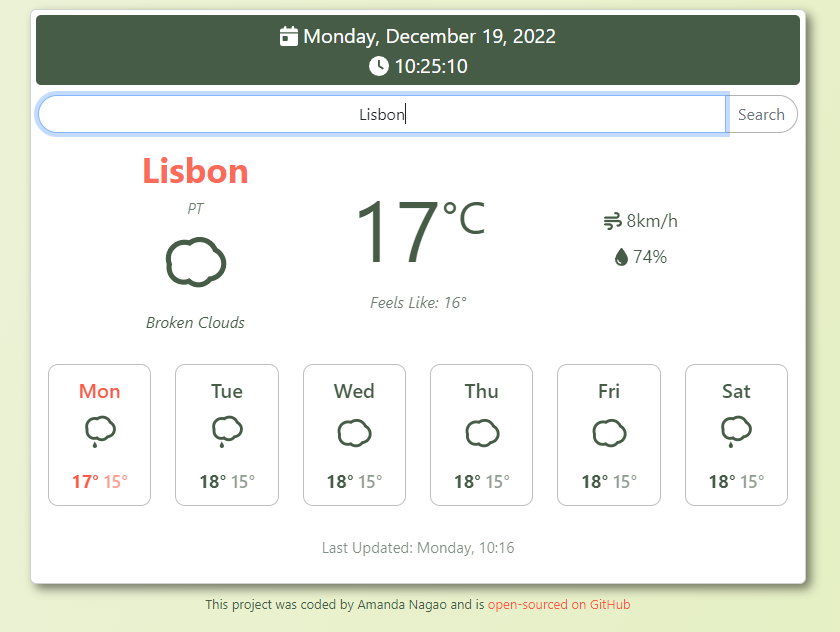 Monday, December 19, 2022
10:25:10
Lisbon
Search
Lisbon
PT
Broken Clouds
17°C
Feels Like: 16°
8km/h
74%
Mon
17° 15°
Tue
18° 15°
Wed
18° 15°
Thu
18° 15°
Fri
18° 15°
Sat
18° 15°
Last Updated: Monday, 10:16
This project was coded by Amanda Nagao and is open-sourced on GitHub